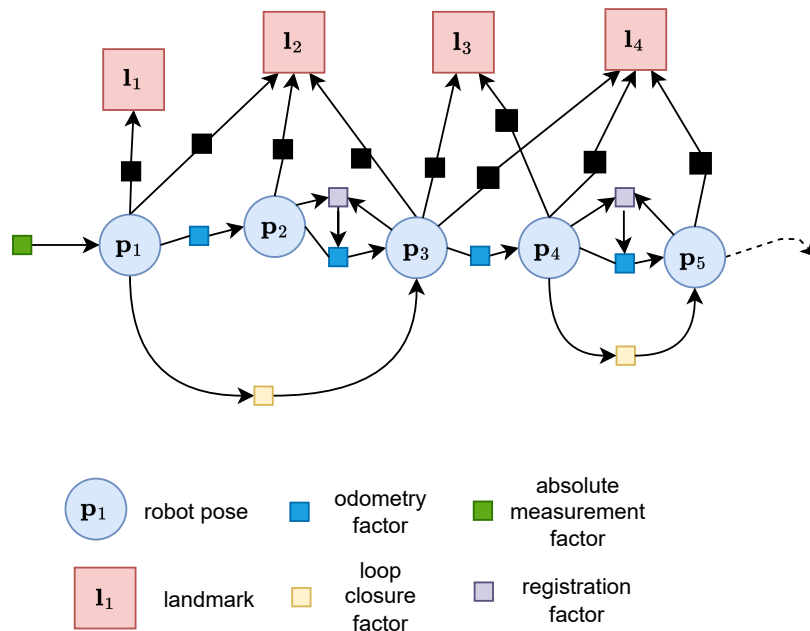 l₁
l₂
l₃
l₄
p₁
p₂
p₃
p₄
p₅
p₁
robot pose
odometry
factor
absolute
measurement
factor
l₁
landmark
loop
closure
factor
registration
factor